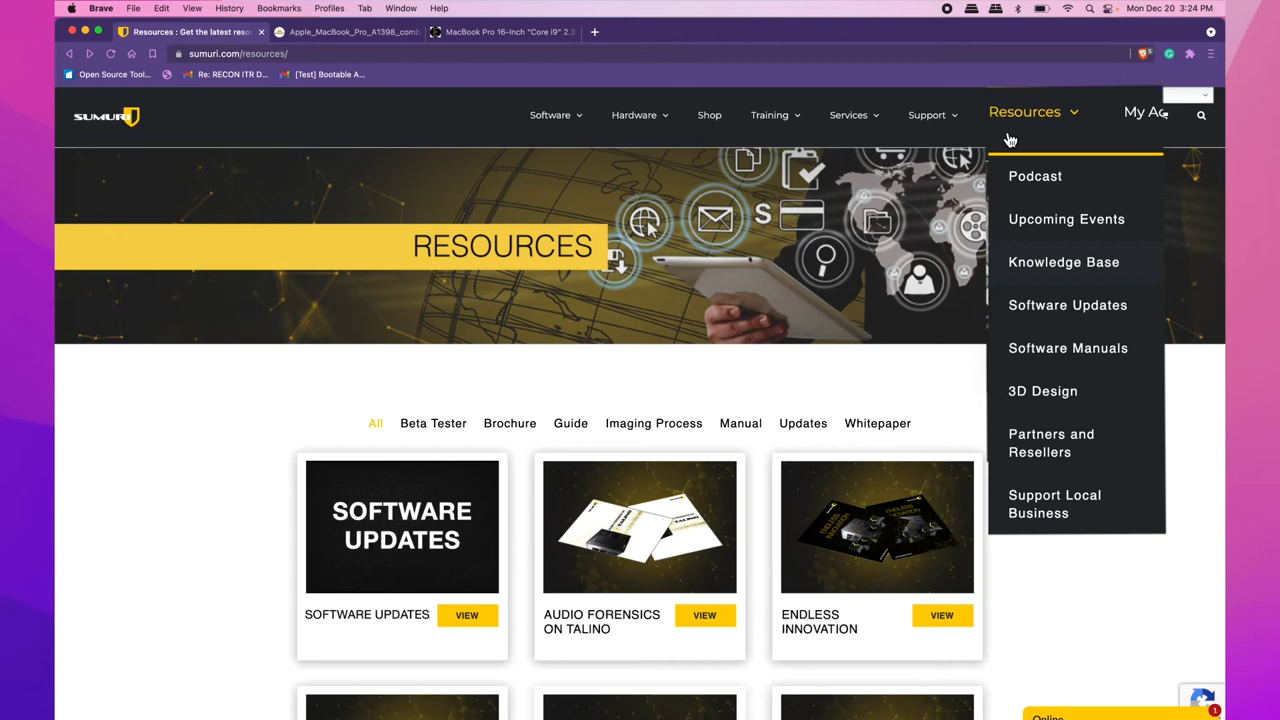 Brave File Edit View History Bookmarks Profiles Tab Window Help Mon Dec 20 3:24 PM
Resources : Get the latest reso Apple_MacBook_Pro_A1398_comb MacBook Pro 16-Inch "Core i9" 2.3
sumuri.com/resources/
Open Source Tool... Re: RECON ITR D... [Test] Bootable A...
SUMURI Software Hardware Shop Training Services Support Resources My Ac
Podcast
Upcoming Events
Knowledge Base
Software Updates
Software Manuals
3D Design
Partners and
Resellers
Support Local
Business
RESOURCES
All Beta Tester Brochure Guide Imaging Process Manual Updates Whitepaper
SOFTWARE
UPDATES
SOFTWARE UPDATES VIEW
AUDIO FORENSICS
ON TALINO VIEW
ENDLESS
INNOVATION VIEW
Online
1